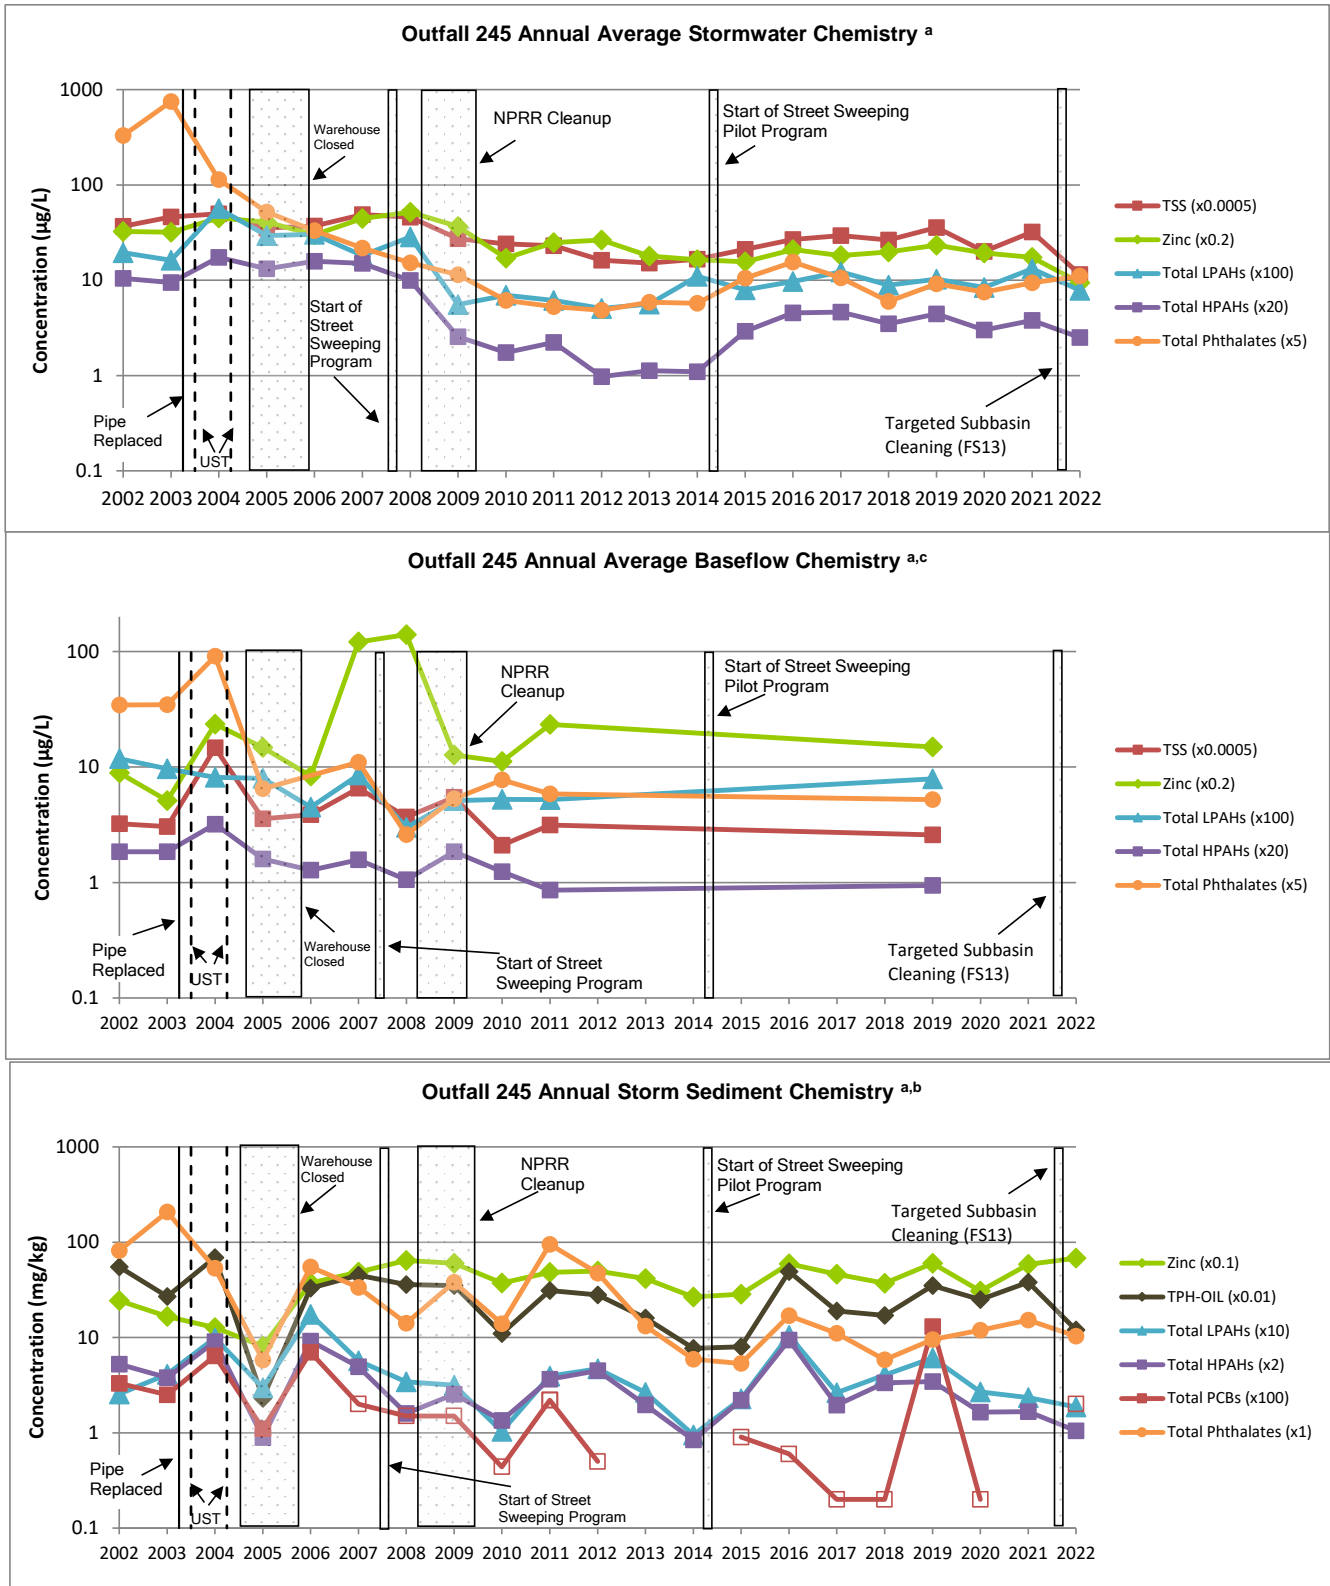 Outfall 245 Annual Average Stormwater Chemistry a
Concentration (µg/L)
1000
100
10
1
0.1
Warehouse
Closed
NPRR Cleanup
Start of Street Sweeping
Pilot Program
Start of
Street
Sweeping
Program
Pipe
Replaced
UST
Targeted Subbasin
Cleaning (FS13)
2002 2003 2004 2005 2006 2007 2008 2009 2010 2011 2012 2013 2014 2015 2016 2017 2018 2019 2020 2021 2022
TSS (x0.0005)
Zinc (x0.2)
Total LPAHs (x100)
Total HPAHs (x20)
Total Phthalates (x5)
Outfall 245 Annual Average Baseflow Chemistry a,c
Concentration (µg/L)
100
10
1
0.1
NPRR
Cleanup
Start of Street Sweeping
Pilot Program
Pipe
Replaced
UST
Warehouse
Closed
Start of Street
Sweeping Program
Targeted Subbasin
Cleaning (FS13)
2002 2003 2004 2005 2006 2007 2008 2009 2010 2011 2012 2013 2014 2015 2016 2017 2018 2019 2020 2021 2022
TSS (x0.0005)
Zinc (x0.2)
Total LPAHs (x100)
Total HPAHs (x20)
Total Phthalates (x5)
Outfall 245 Annual Storm Sediment Chemistry a,b
Concentration (mg/kg)
1000
100
10
1
0.1
Warehouse
Closed
NPRR
Cleanup
Start of Street Sweeping
Pilot Program
Targeted Subbasin
Cleaning (FS13)
Pipe
Replaced
UST
Start of Street
Sweeping Program
2002 2003 2004 2005 2006 2007 2008 2009 2010 2011 2012 2013 2014 2015 2016 2017 2018 2019 2020 2021 2022
Zinc (x0.1)
TPH-OIL (x0.01)
Total LPAHs (x10)
Total HPAHs (x2)
Total PCBs (x100)
Total Phthalates (x1)